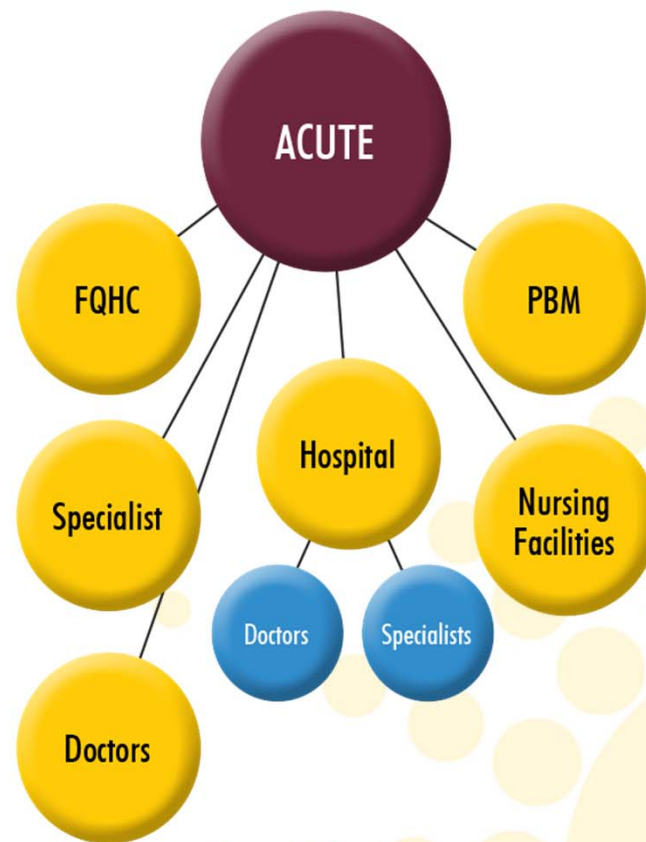 ACUTE
FQHC
PBM
Hospital
Specialist
Nursing
Facilities
Doctors
Specialists
Doctors